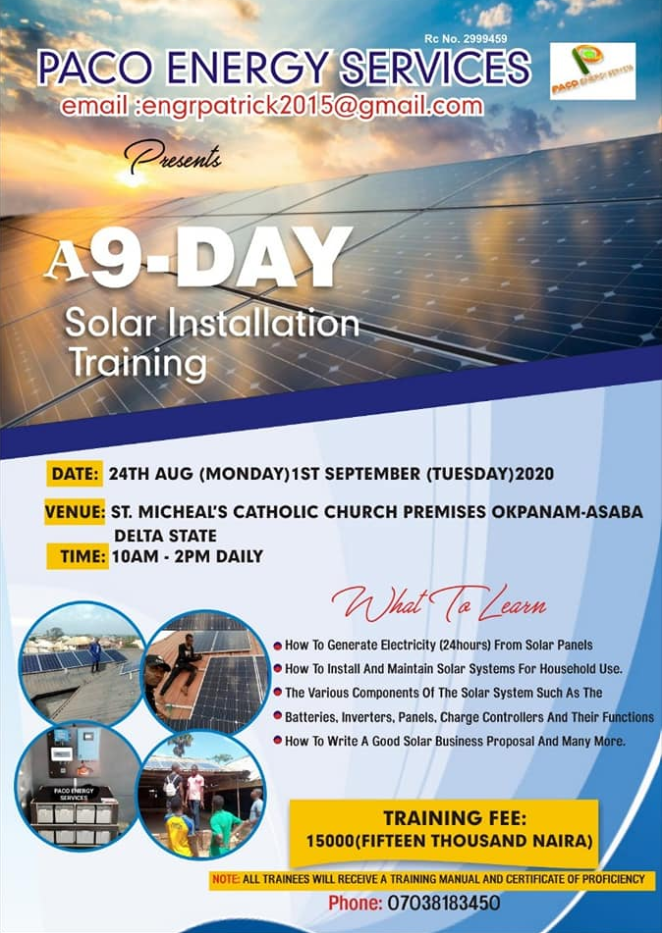 Rc No. 2999459
PACO ENERGY SERVICES
PACO ENERGY SERVICES
email :engrpatrick2015@gmail.com
Presents
A 9-DAY
Solar Installation
Training
DATE: 24TH AUG (MONDAY)1ST SEPTEMBER (TUESDAY)2020
VENUE: ST. MICHEAL'S CATHOLIC CHURCH PREMISES OKPANAM-ASABA
DELTA STATE
TIME: 10AM - 2PM DAILY
What To Learn
How To Generate Electricity (24hours) From Solar Panels
How To Install And Maintain Solar Systems For Household Use.
The Various Components Of The Solar System Such As The
Batteries, Inverters, Panels, Charge Controllers And Their Functions
How To Write A Good Solar Business Proposal And Many More.
PACO ENERGY
SERVICES
TRAINING FEE:
15000(FIFTEEN THOUSAND NAIRA)
NOTE: ALL TRAINEES WILL RECEIVE A TRAINING MANUAL AND CERTIFICATE OF PROFICIENCY
Phone: 07038183450